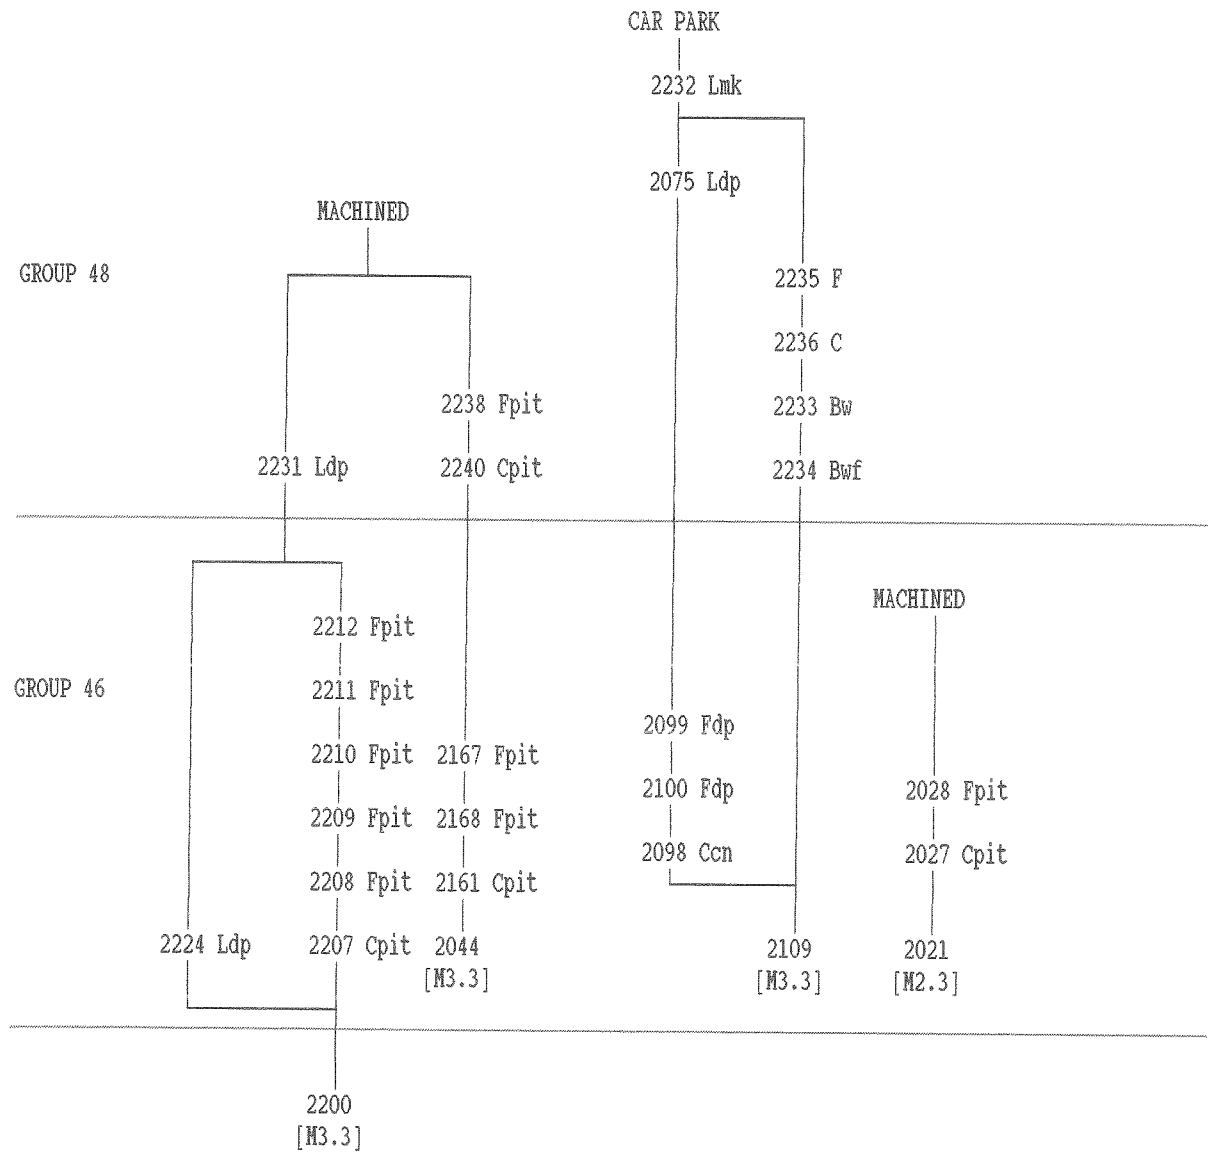 CAR PARK
2232 Lmk
2075 Ldp
MACHINED
GROUP 48
2235 F
2236 C
2238 Fpit
2233 Bw
2231 Ldp
2240 Cpit
2234 Bwf
MACHINED
2212 Fpit
GROUP 46
2211 Fpit
2099 Fdp
2210 Fpit
2167 Fpit
2100 Fdp
2028 Fpit
2209 Fpit
2168 Fpit
2098 Ccn
2027 Cpit
2208 Fpit
2161 Cpit
2224 Ldp
2207 Cpit
2044
[M3.3]
2109
[M3.3]
2021
[M2.3]
2200
[M3.3]